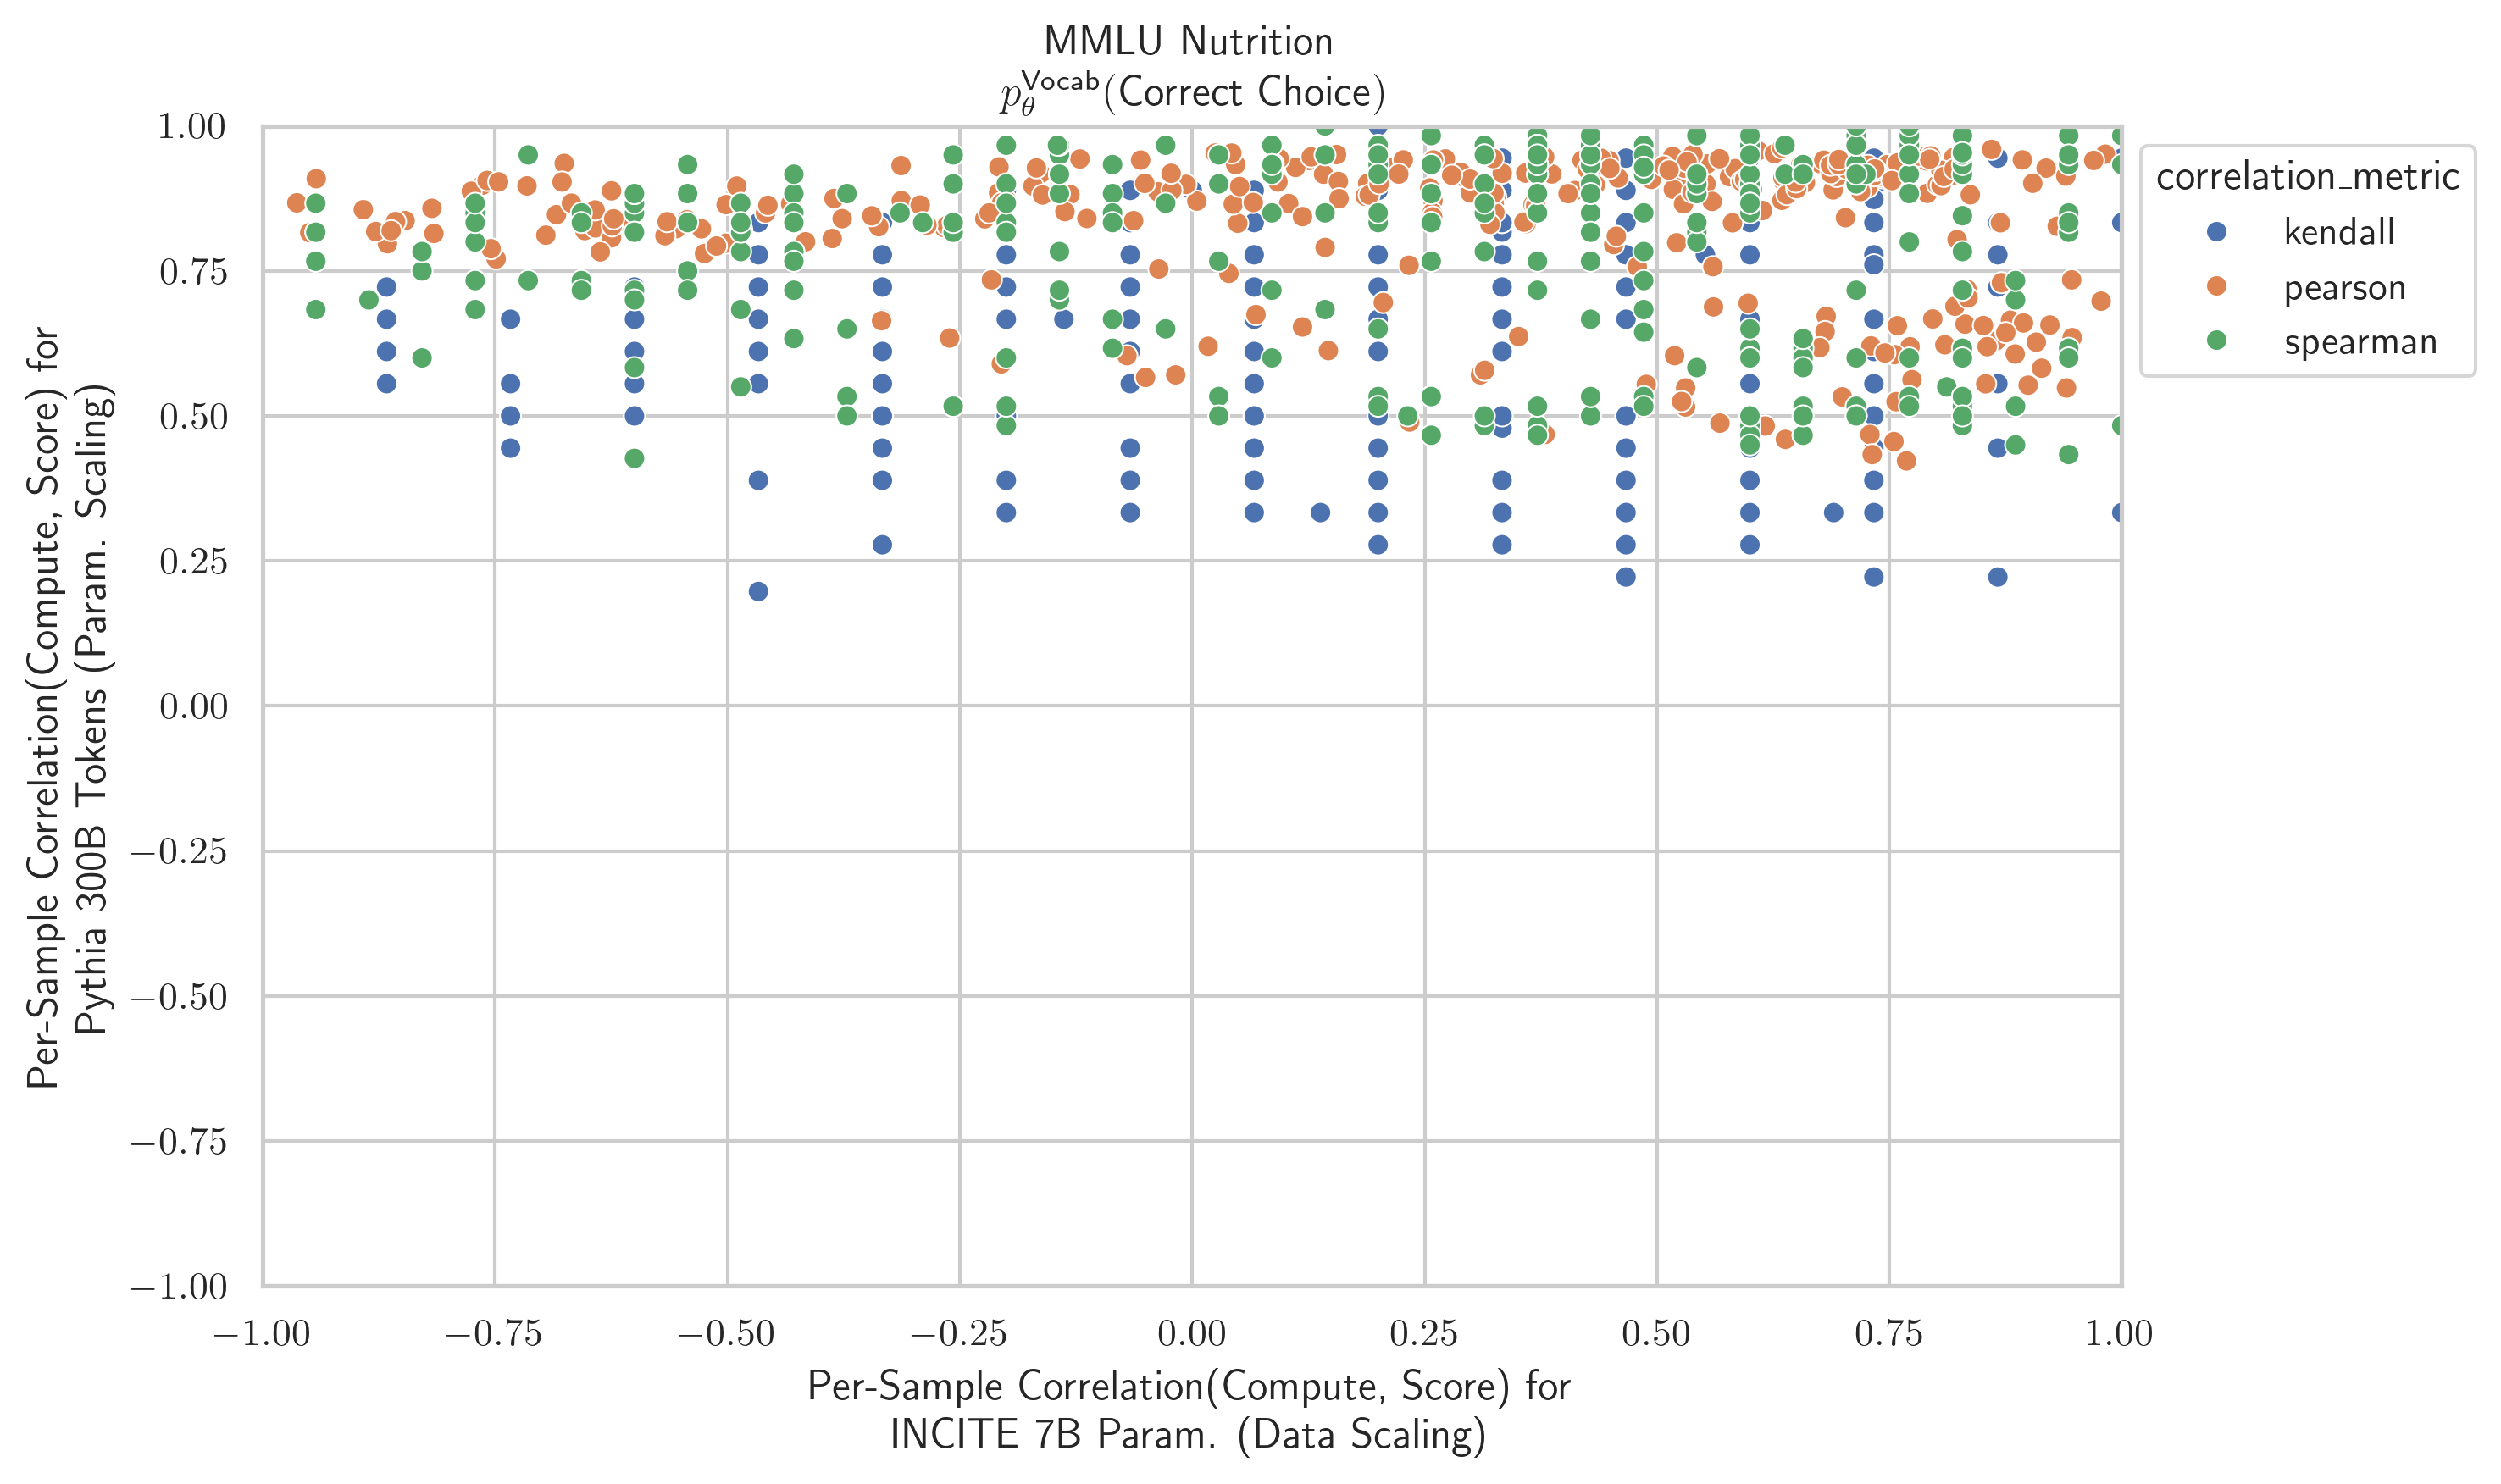 MMLU Nutrition
p_θ^Vocab(Correct Choice)
1.00
0.75
0.50
0.25
0.00
−0.25
−0.50
−0.75
−1.00
Per-Sample Correlation(Compute, Score) for
Pythia 300B Tokens (Param. Scaling)
correlation_metric
kendall
pearson
spearman
−1.00 −0.75 −0.50 −0.25 0.00 0.25 0.50 0.75 1.00
Per-Sample Correlation(Compute, Score) for
INCITE 7B Param. (Data Scaling)